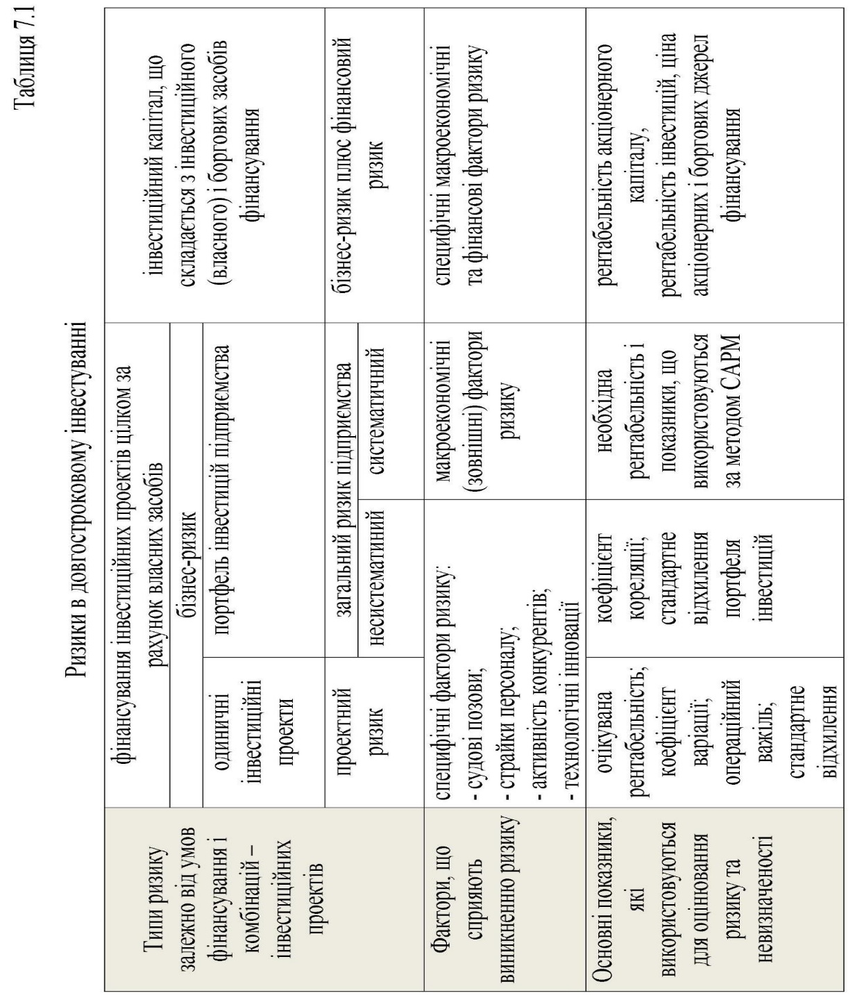 Таблиця 7.1
Ризики в довгостроковому інвестуванні
Типи ризику
залежно від умов
фінансування і
комбінацій –
інвестиційних
проектів
фінансування інвестиційних проектів цілком за
рахунок власних засобів
інвестиційний капітал, що
складається з інвестиційного
(власного) і боргових засобів
фінансування
бізнес-ризик
одиничні
інвестиційні
проекти
портфель інвестицій підприємства
проектний
ризик
загальний ризик підприємства
бізнес-ризик плюс фінансовий
ризик
несистематиний
систематичний
Фактори, що
сприяють
виникненню ризику
специфічні фактори ризику:
- судові позови;
- страйки персоналу;
- активність конкурентів;
- технологічні інновації
макроекономічні
(зовнішні) фактори
ризику
специфічні макроекономічні
та фінансові фактори ризику
Основні показники,
які
використовуються
для оцінювання
ризику та
невизначеності
очікувана
рентабельність;
коефіцієнт
варіації;
операційний
важіль;
стандартне
відхилення
коефіцієнт
кореляції;
стандартне
відхилення
портфеля
інвестицій
необхідна
рентабельність і
показники, що
використовуються
за методом САРМ
рентабельність акціонерного
капіталу,
рентабельність інвестицій, ціна
акціонерних і боргових джерел
фінансування